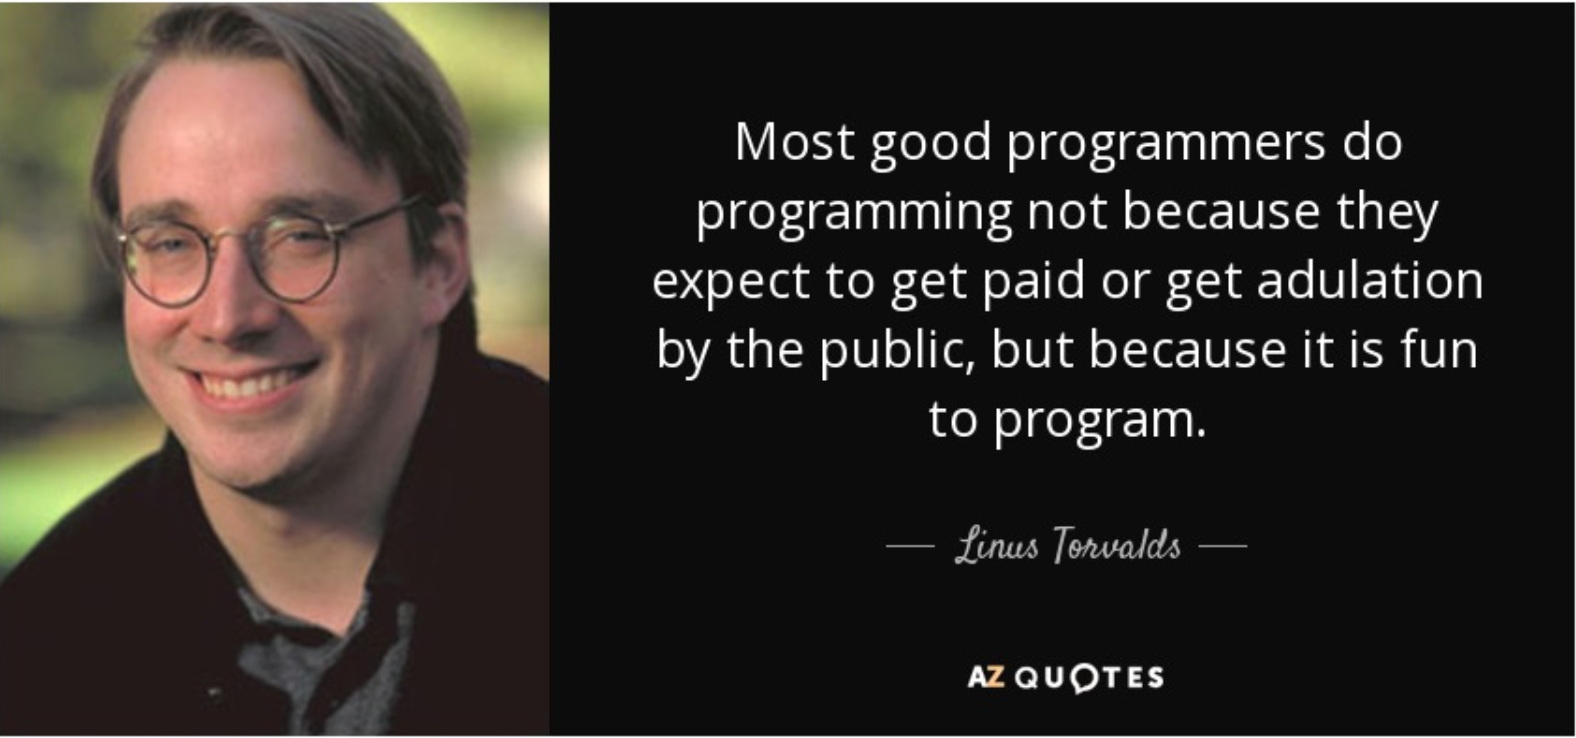 Most good programmers do
programming not because they
expect to get paid or get adulation
by the public, but because it is fun
to program.
Linus Torvalds
AZ QUOTES